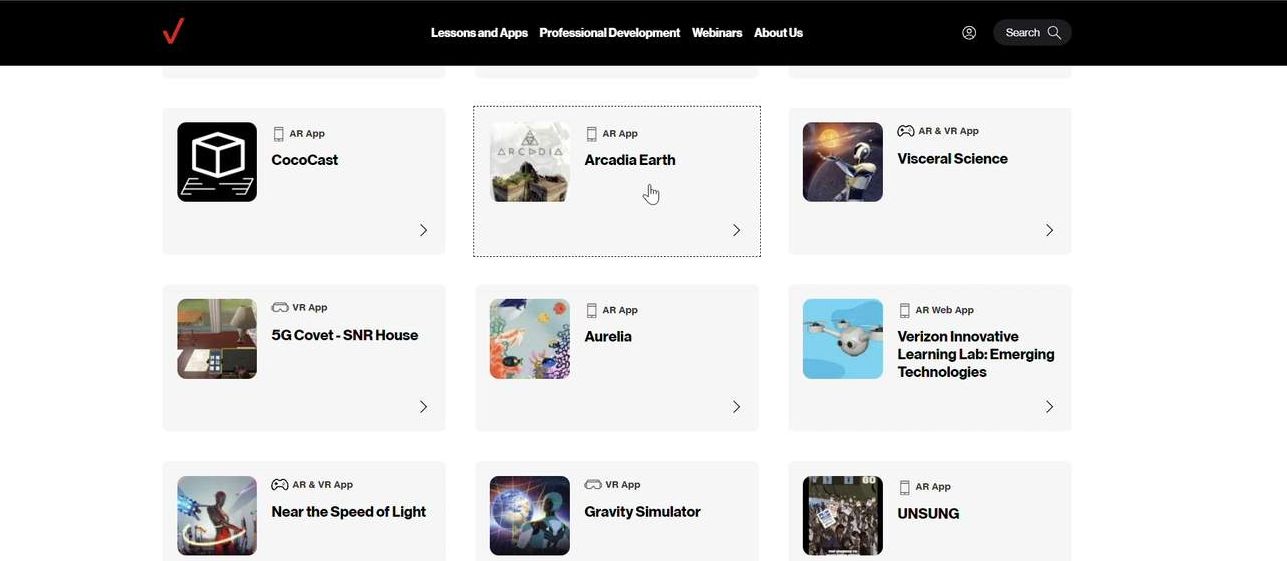 Lessons and Apps Professional Development Webinars About Us Search
AR App
CocoCast
AR App
Arcadia Earth
ARCADIA
AR & VR App
Visceral Science
VR App
5G Covet - SNR House
AR App
Aurelia
AR Web App
Verizon Innovative
Learning Lab: Emerging
Technologies
AR & VR App
Near the Speed of Light
VR App
Gravity Simulator
AR App
UNSUNG
GO